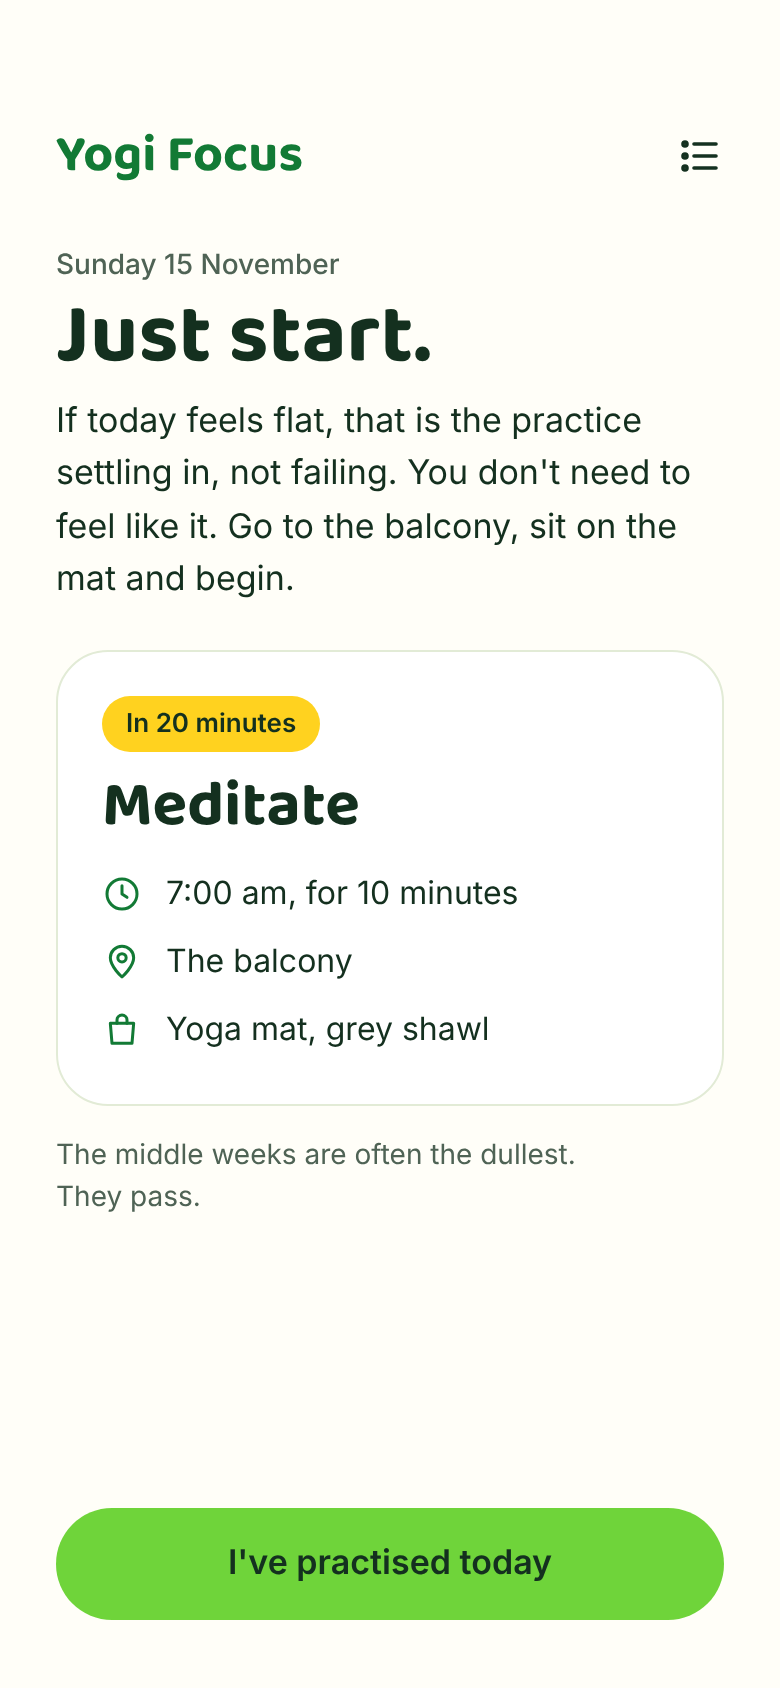 Yogi Focus
Sunday 15 November
Just start.
If today feels flat, that is the practice
settling in, not failing. You don't need to
feel like it. Go to the balcony, sit on the
mat and begin.
In 20 minutes
Meditate
7:00 am, for 10 minutes
The balcony
Yoga mat, grey shawl
The middle weeks are often the dullest.
They pass.
I've practised today